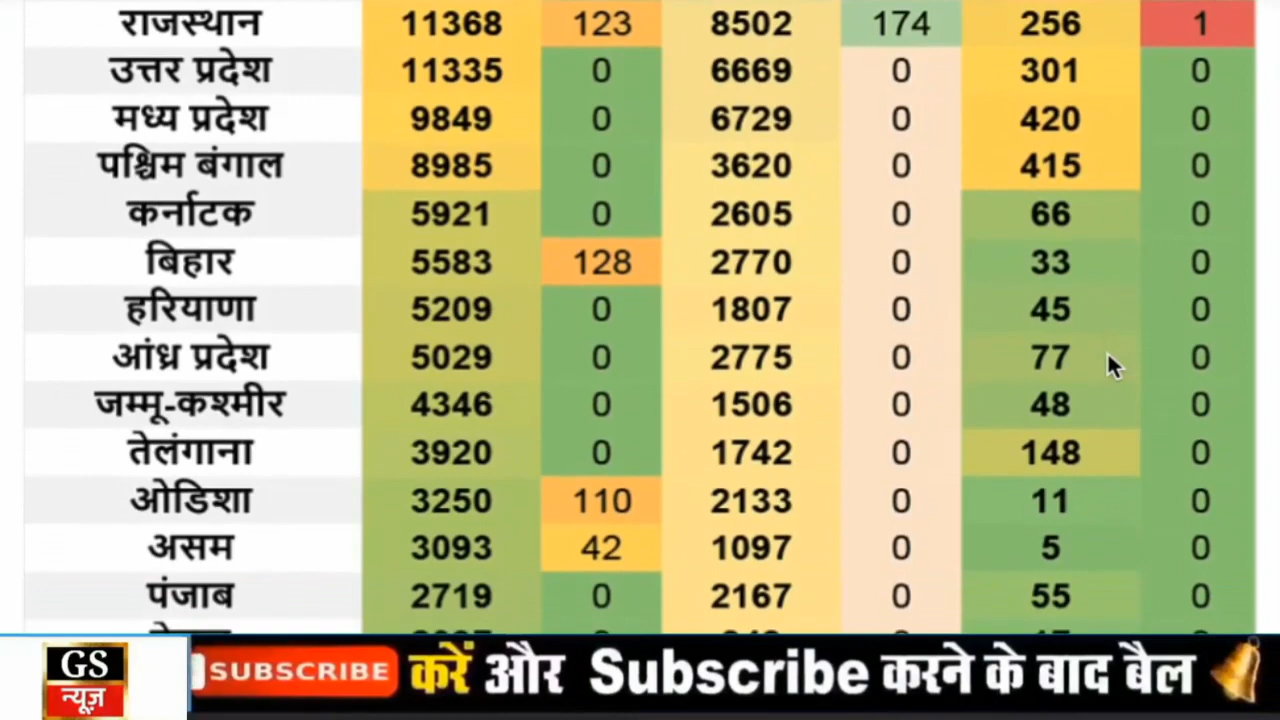 राजस्थान 11368 123 8502 174 256 1
उत्तर प्रदेश 11335 0 6669 0 301 0
मध्य प्रदेश 9849 0 6729 0 420 0
पश्चिम बंगाल 8985 0 3620 0 415 0
कर्नाटक 5921 0 2605 0 66 0
बिहार 5583 128 2770 0 33 0
हरियाणा 5209 0 1807 0 45 0
आंध्र प्रदेश 5029 0 2775 0 77 0
जम्मू-कश्मीर 4346 0 1506 0 48 0
तेलंगाना 3920 0 1742 0 148 0
ओडिशा 3250 110 2133 0 11 0
असम 3093 42 1097 0 5 0
पंजाब 2719 0 2167 0 55 0
GS
न्यूज़
SUBSCRIBE करें और Subscribe करने के बाद बैल